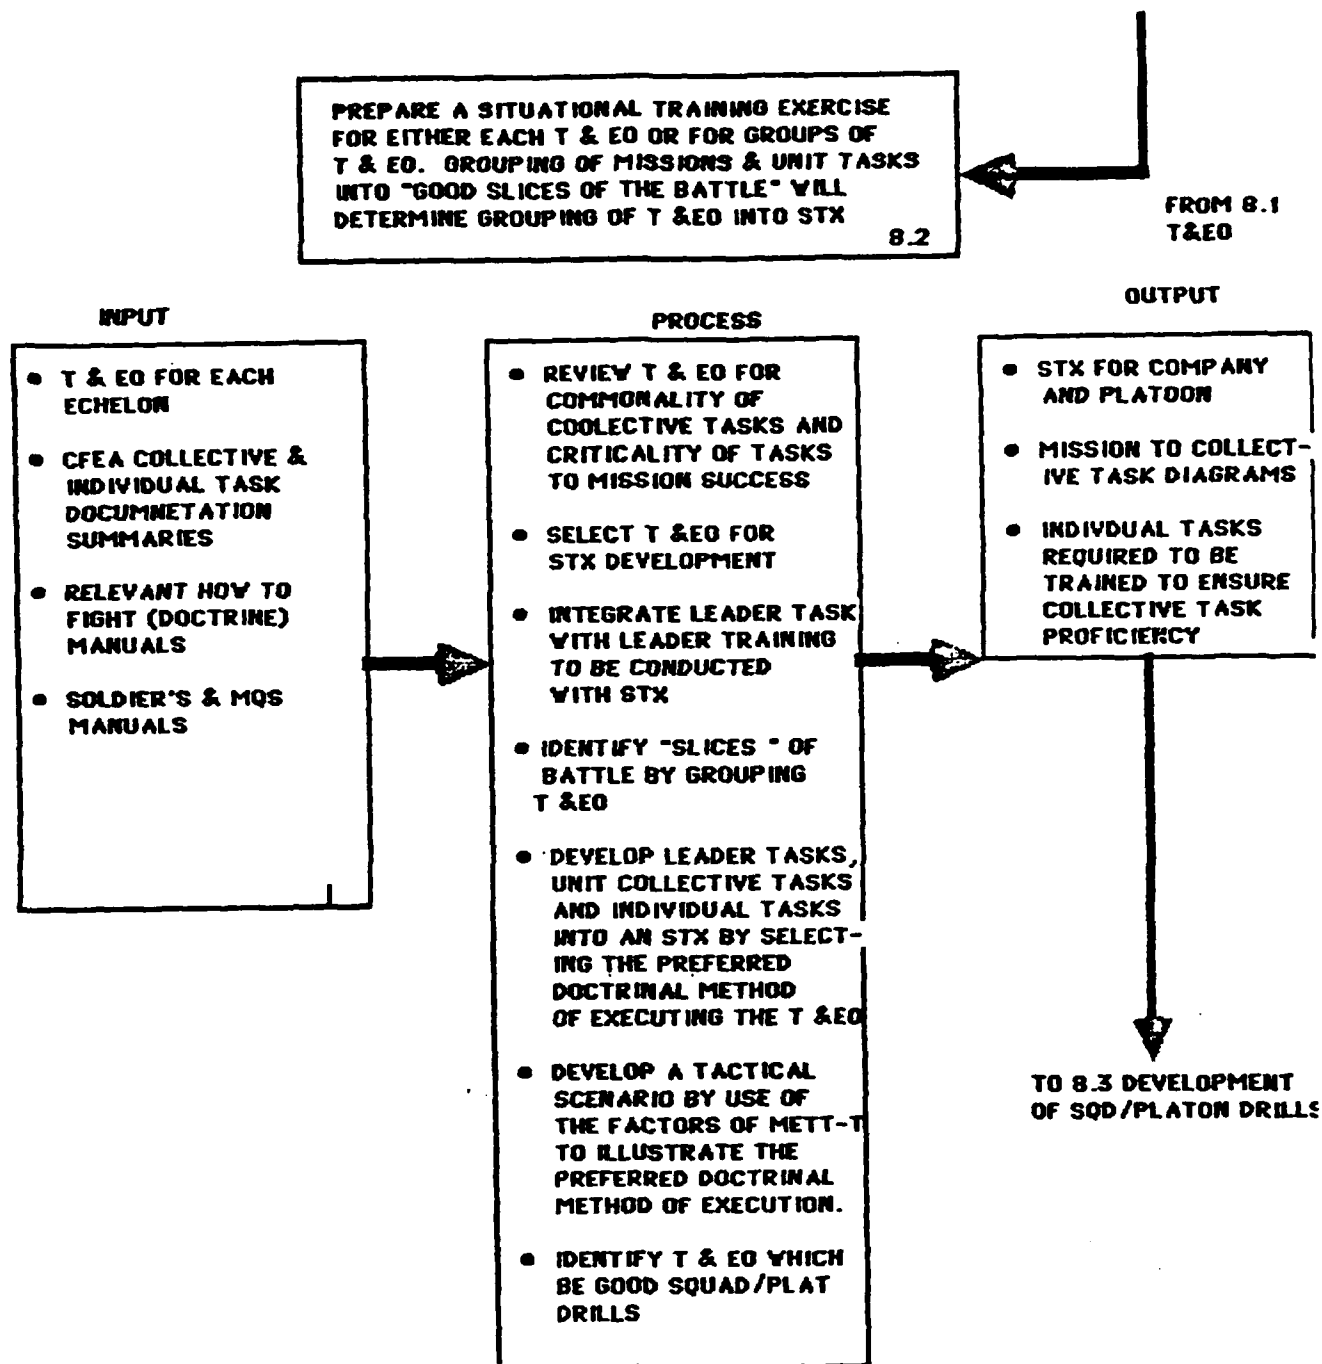 PREPARE A SITUATIONAL TRAINING EXERCISE
FOR EITHER EACH T & EO OR FOR GROUPS OF
T & EO. GROUPING OF MISSIONS & UNIT TASKS
INTO "GOOD SLICES OF THE BATTLE" WILL
DETERMINE GROUPING OF T &EO INTO STX
8.2
FROM 8.1
T&EO
INPUT
• T & EO FOR EACH
ECHELON
• CFEA COLLECTIVE &
INDIVIDUAL TASK
DOCUMNETATION
SUMMARIES
• RELEVANT HOW TO
FIGHT (DOCTRINE)
MANUALS
• SOLDIER'S & MQS
MANUALS
PROCESS
• REVIEW T & EO FOR
COMMONALITY OF
COOLECTIVE TASKS AND
CRITICALITY OF TASKS
TO MISSION SUCCESS
• SELECT T &EO FOR
STX DEVELOPMENT
• INTEGRATE LEADER TASK
WITH LEADER TRAINING
TO BE CONDUCTED
WITH STX
• IDENTIFY "SLICES " OF
BATTLE BY GROUPING
T &EO
• DEVELOP LEADER TASKS,
UNIT COLLECTIVE TASKS
AND INDIVIDUAL TASKS
INTO AN STX BY SELECT-
ING THE PREFERRED
DOCTRINAL METHOD
OF EXECUTING THE T &EO
• DEVELOP A TACTICAL
SCENARIO BY USE OF
THE FACTORS OF METT-T
TO ILLUSTRATE THE
PREFERRED DOCTRINAL
METHOD OF EXECUTION.
• IDENTIFY T & EO WHICH
BE GOOD SQUAD/PLAT
DRILLS
OUTPUT
• STX FOR COMPANY
AND PLATOON
• MISSION TO COLLECT-
IVE TASK DIAGRAMS
• INDIVDUAL TASKS
REQUIRED TO BE
TRAINED TO ENSURE
COLLECTIVE TASK
PROFICIENCY
TO 8.3 DEVELOPMENT
OF SQD/PLATON DRILLS